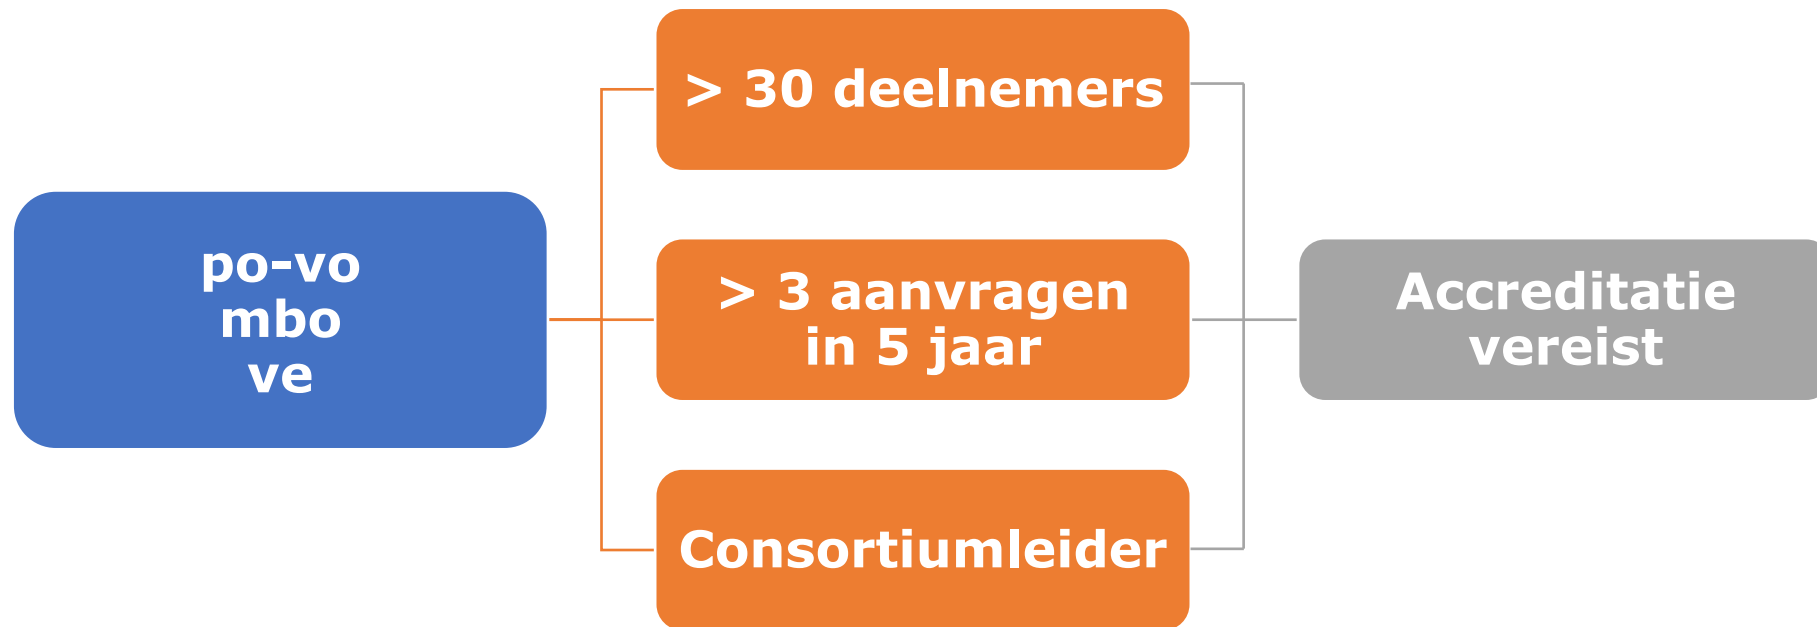 po-vo
mbo
ve
> 30 deelnemers
> 3 aanvragen
in 5 jaar
Consortiumleider
Accreditatie
vereist